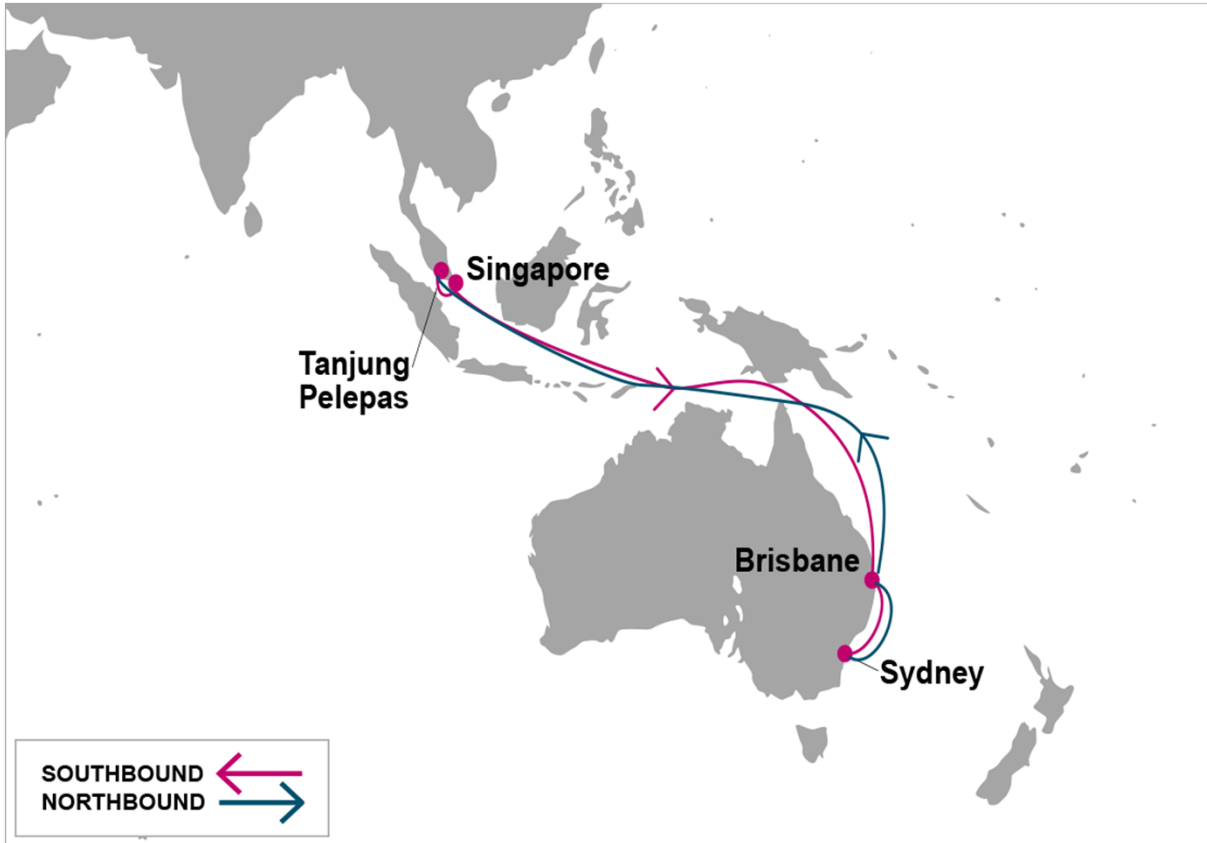 Singapore
Tanjung
Pelepas
Brisbane
Sydney
SOUTHBOUND
NORTHBOUND